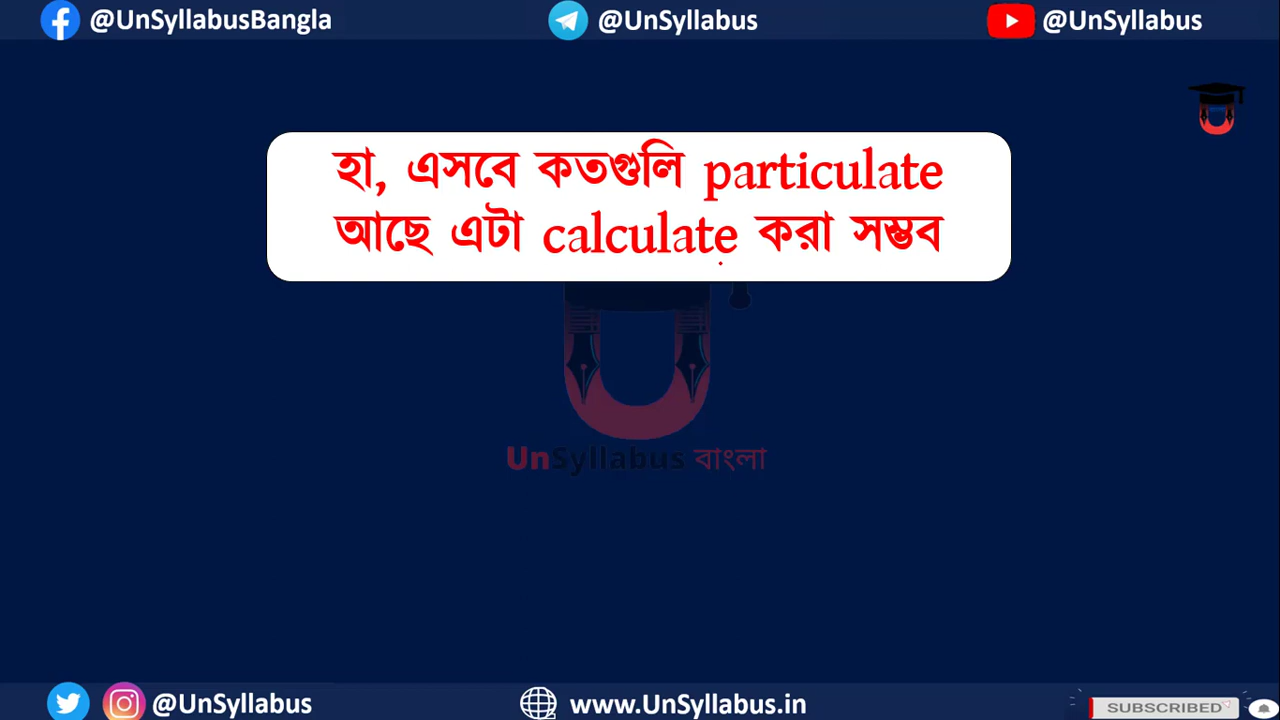 @UnSyllabusBangla
@UnSyllabus
@UnSyllabus
হা, এসবে কতগুলি particulate
আছে এটা calculate করা সম্ভব
UnSyllabus বাংলা
@UnSyllabus
www.UnSyllabus.in
SUBSCRIBED